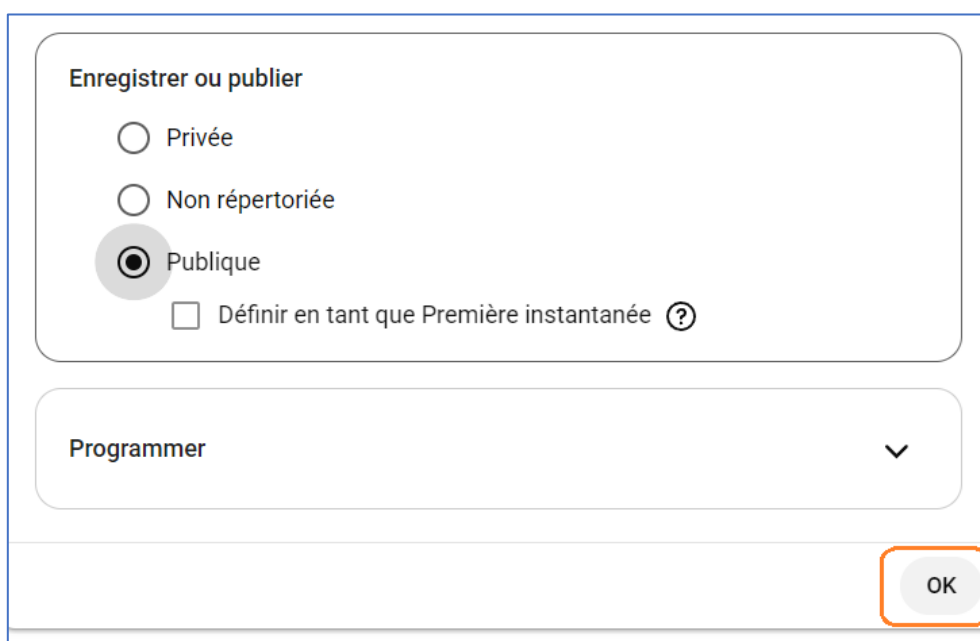 Enregistrer ou publier
Privée
Non répertoriée
Publique
Définir en tant que Première instantanée ?
Programmer
OK